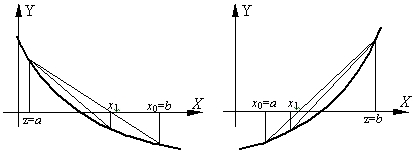 Y
Y
x₁ x₀=b X
x₀=a x₁ X
z=a
z=b